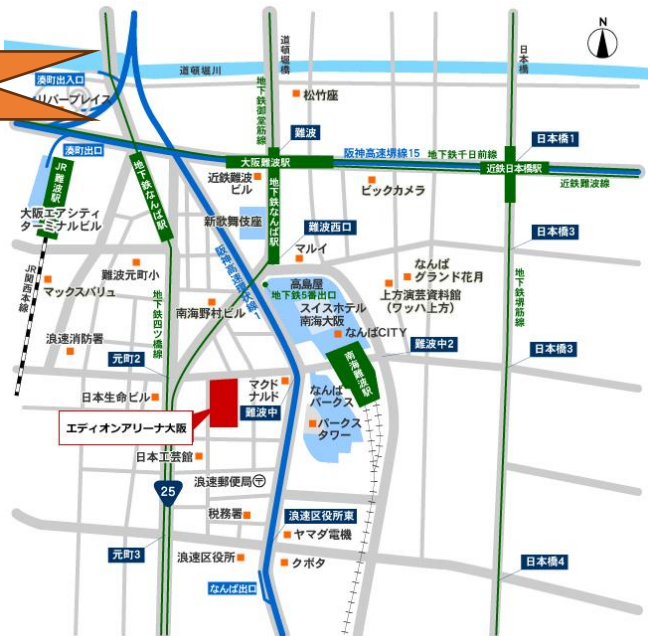 N
道頓堀川
道頓堀橋
日本橋
湊町出入口
リバープレイス
松竹座
地下鉄御堂筋線
難波
湊町出口
大阪難波駅
阪神高速堺線15
地下鉄千日前線
日本橋1
近鉄日本橋駅
近鉄難波線
JR難波駅
地下鉄なんば駅
近鉄難波
ビル
地下鉄なんば駅
ビックカメラ
大阪エアシティ
ターミナルビル
新歌舞伎座
難波西口
日本橋3
マルイ
JR関西本線
難波元町小
マックスバリュ
高島屋
地下鉄5番出口
なんば
グランド花月
上方演芸資料館
(ワッハ上方)
地下鉄堺筋線
地下鉄四ツ橋線
南海野村ビル
スイスホテル
南海大阪
なんばCITY
浪速消防署
元町2
難波中2
日本橋3
南海難波駅
日本生命ビル
マクド
ナルド
難波中
なんば
パークス
パークス
タワー
エディオンアリーナ大阪
日本工芸館
25
浪速郵便局
税務署
浪速区役所東
ヤマダ電機
元町3
浪速区役所
クボタ
日本橋4
なんば出口